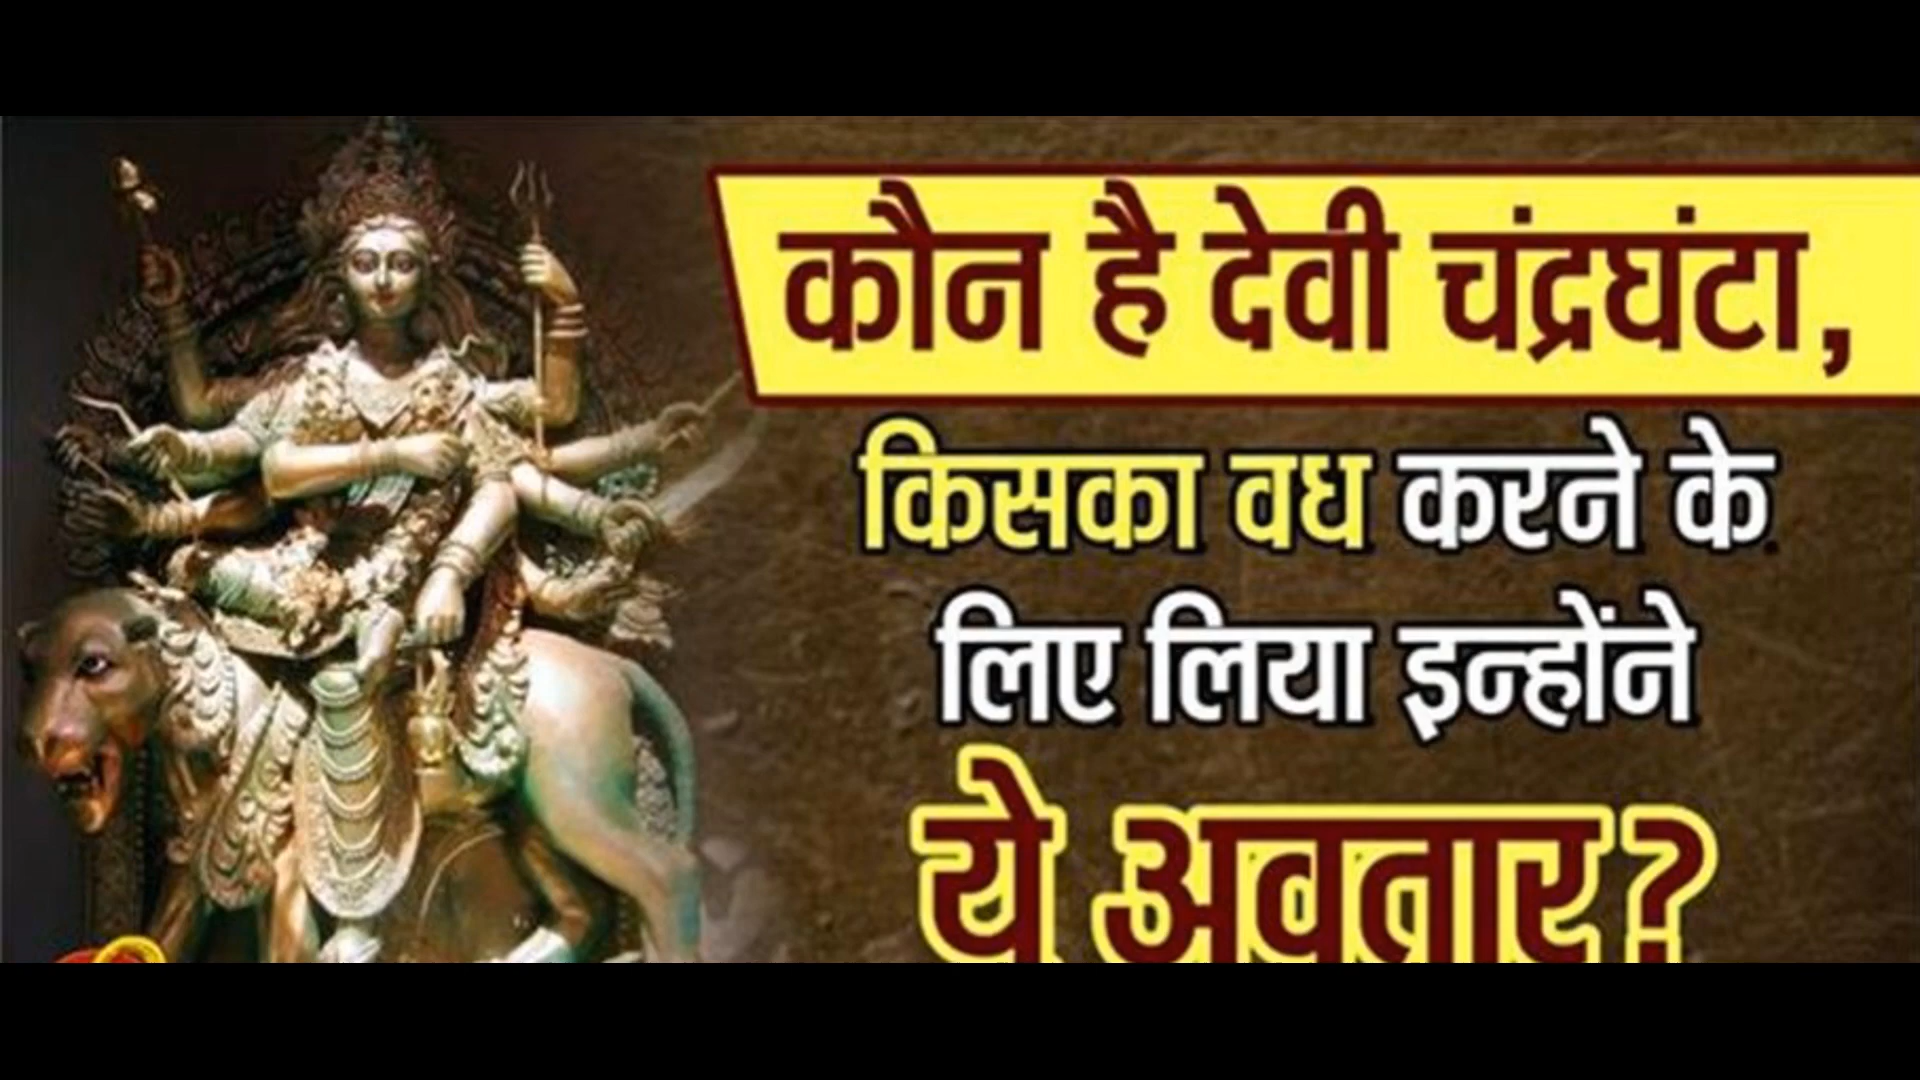 कौन है देवी चंद्रघंटा,
किसका वध करने के
लिए लिया इन्होंने
ये अवतार?